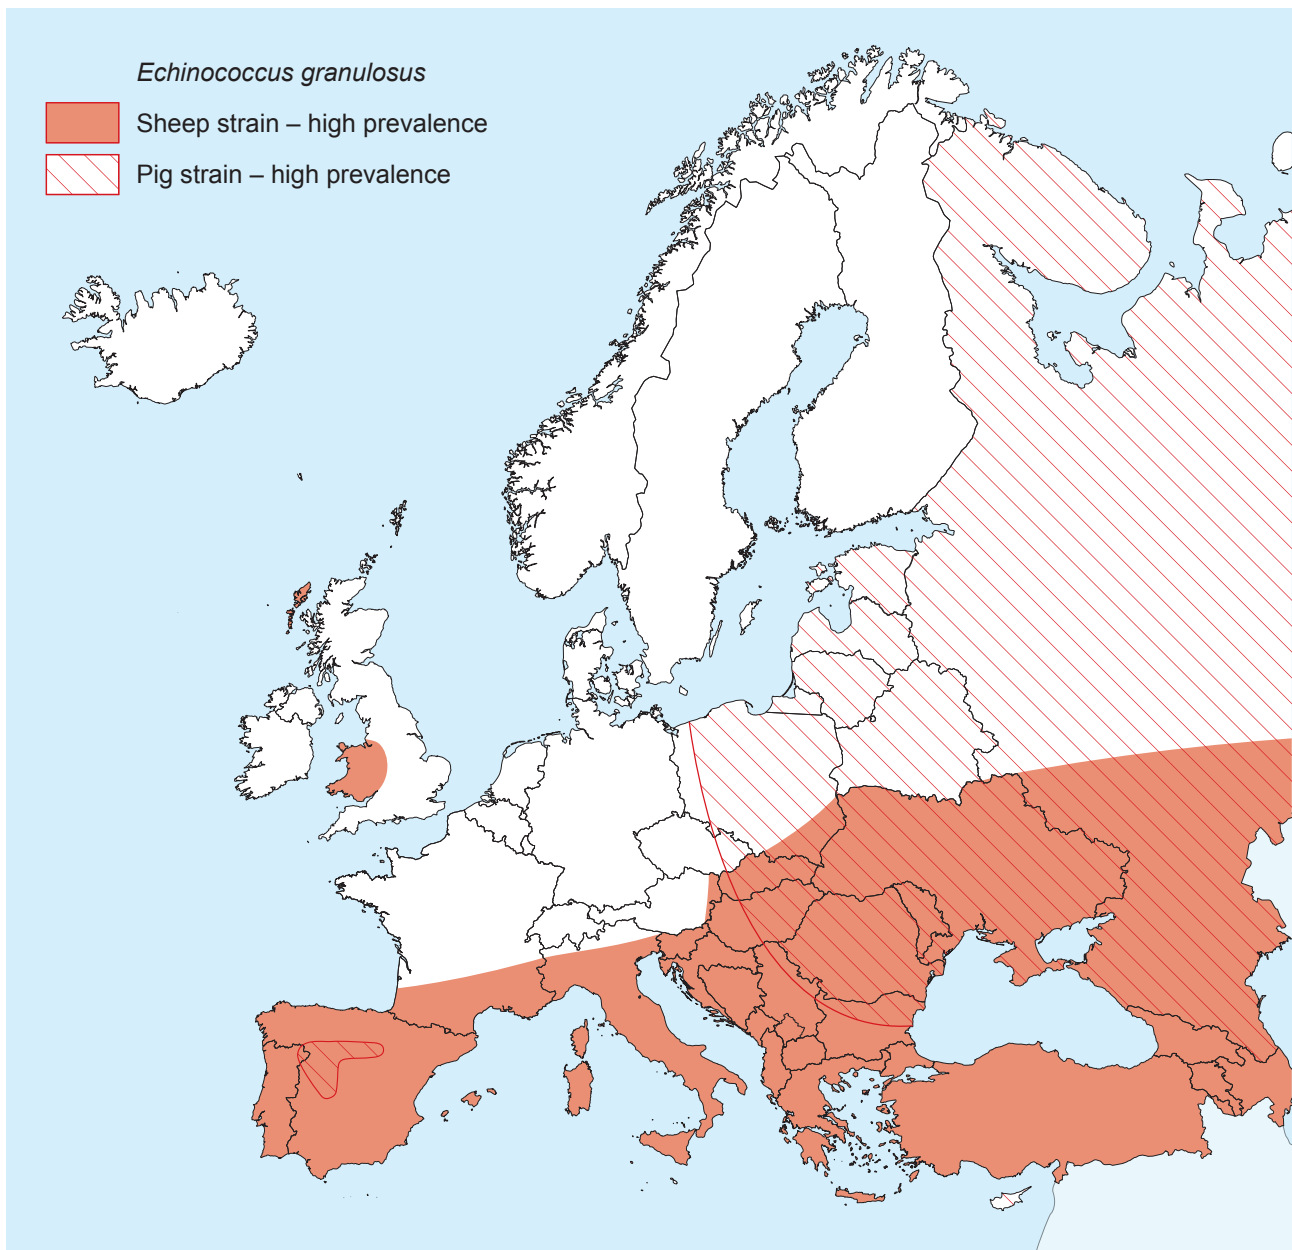 Echinococcus granulosus
Sheep strain – high prevalence
Pig strain – high prevalence